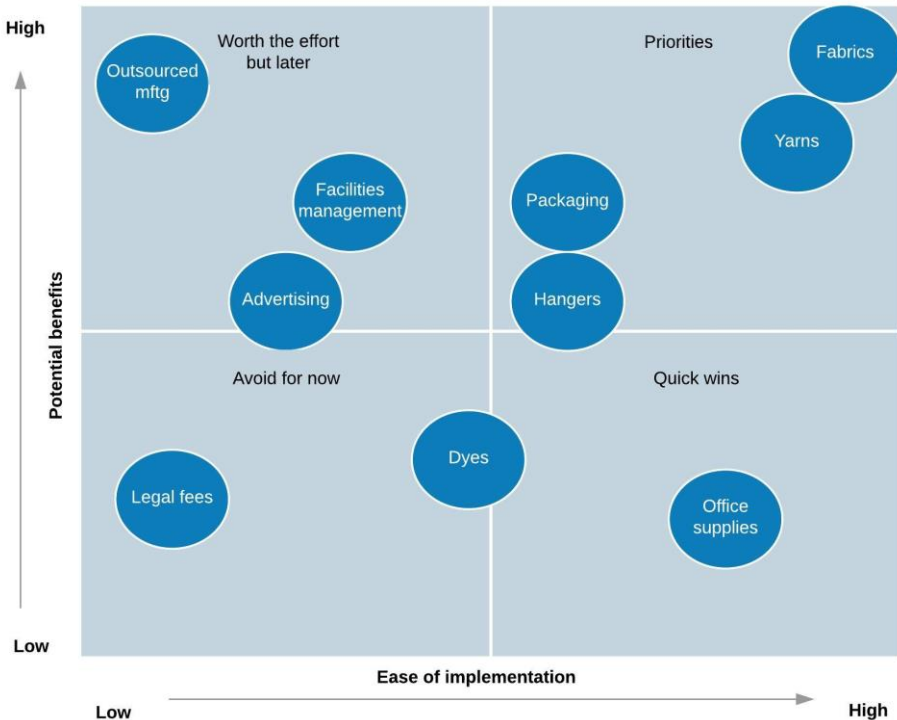 High
Worth the effort
but later
Priorities
Outsourced
mftg
Fabrics
Yarns
Facilities
management
Packaging
Advertising
Hangers
Potential benefits
Avoid for now
Quick wins
Dyes
Legal fees
Office
supplies
Low
Ease of implementation
Low
High